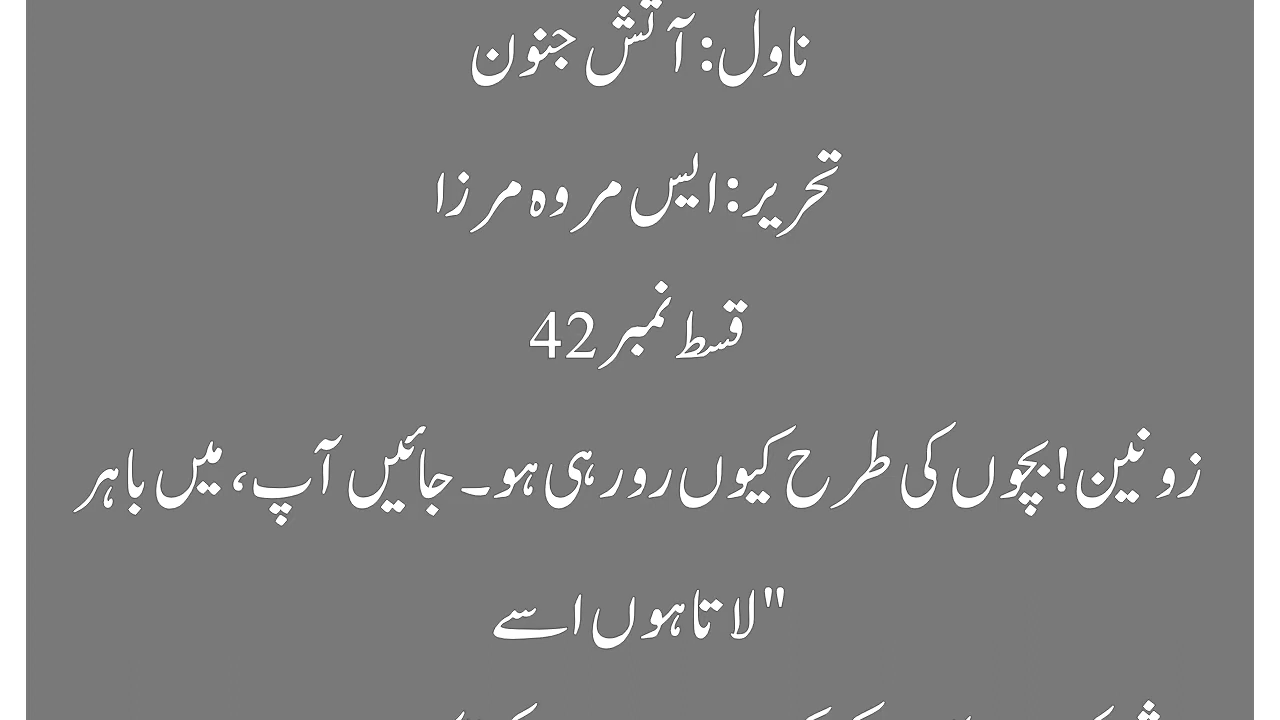 ناول: آتش جنون
تحریر: ایس مروہ مرزا
قسط نمبر 42
زونین! بچوں کی طرح کیوں رو رہی ہو۔ جائیں آپ، میں باہر
"لاتا ہوں اسے